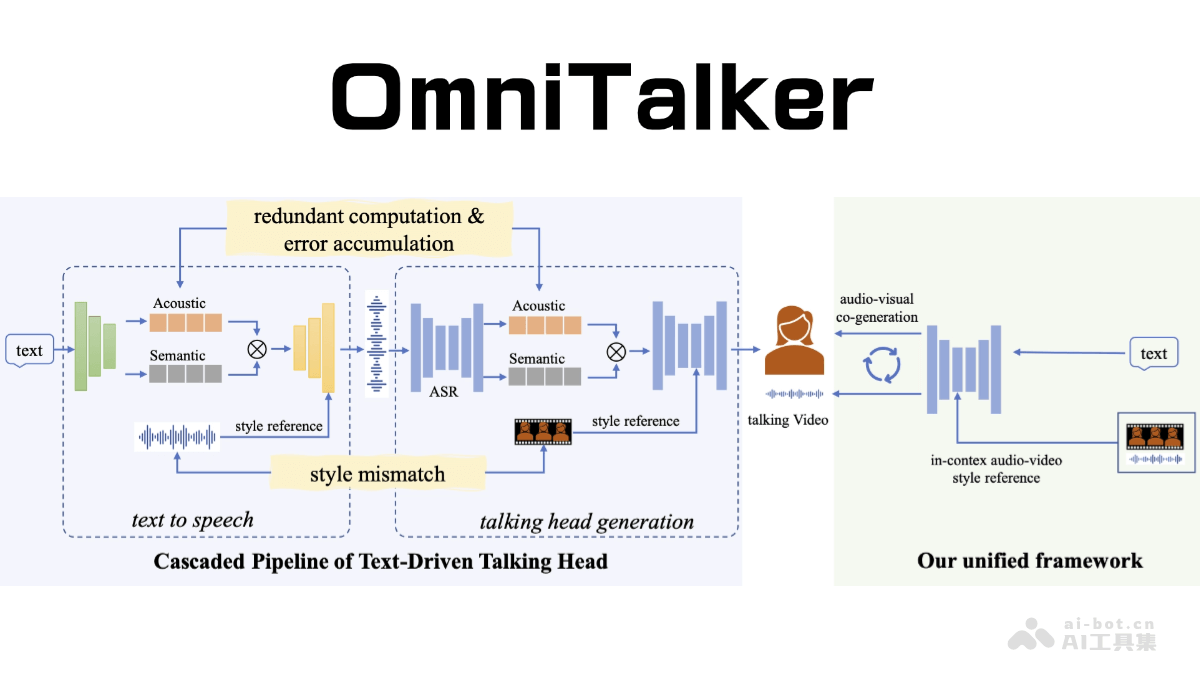 OmniTalker
redundant computation &
error accumulation
text
Acoustic
Semantic
style reference
text to speech
ASR
Acoustic
Semantic
style reference
talking head generation
style mismatch
Cascaded Pipeline of Text-Driven Talking Head
talking Video
audio-visual
co-generation
text
in-contex audio-video
style reference
Our unified framework
ai-bot.cn
AI工具集